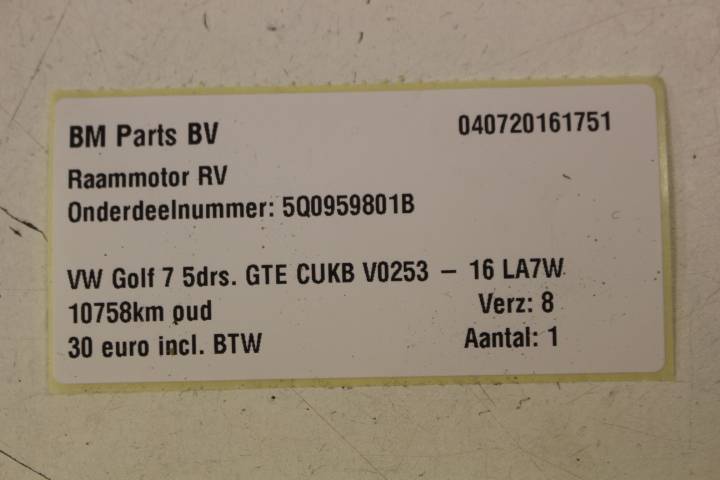 BM Parts BV 040720161751
Raammotor RV
Onderdeelnummer: 5Q0959801B
VW Golf 7 5drs. GTE CUKB V0253 – 16 LA7W
10758km oud Verz: 8
30 euro incl. BTW Aantal: 1